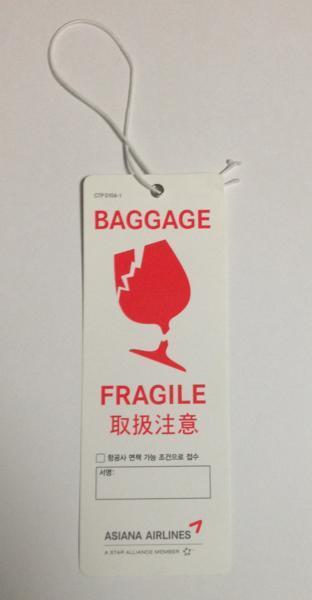 CTP 0104-1
BAGGAGE
FRAGILE
取扱注意
항공사 면책 가능 조건으로 접수
서명:
ASIANA AIRLINES
A STAR ALLIANCE MEMBER